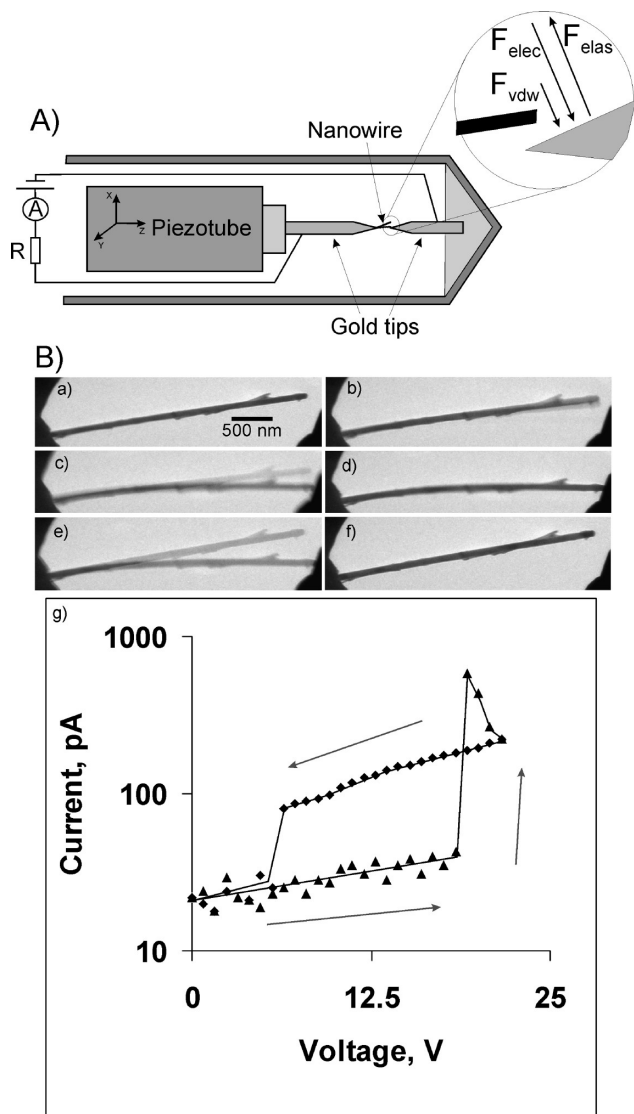 F elec
F elas
F vdw
A)
Nanowire
A
R
X
Y
Z
Piezotube
Gold tips
B)
a)
b)
500 nm
c)
d)
e)
f)
g)
1000
100
10
Current, pA
0
12.5
25
Voltage, V